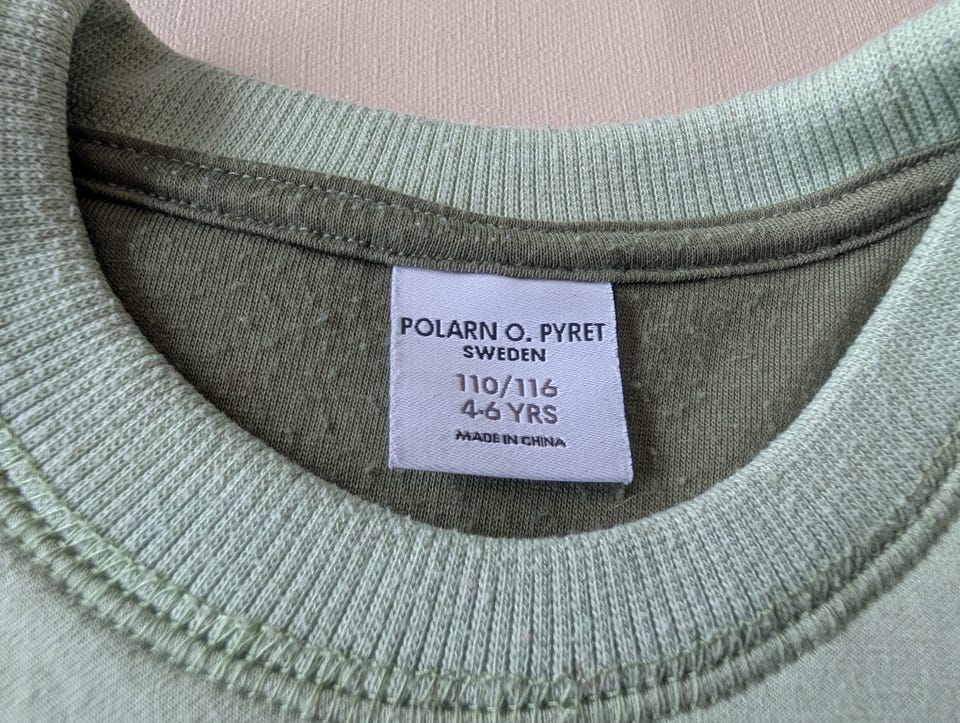 POLARN O. PYRET
SWEDEN
110/116
4-6 YRS
MADE IN CHINA